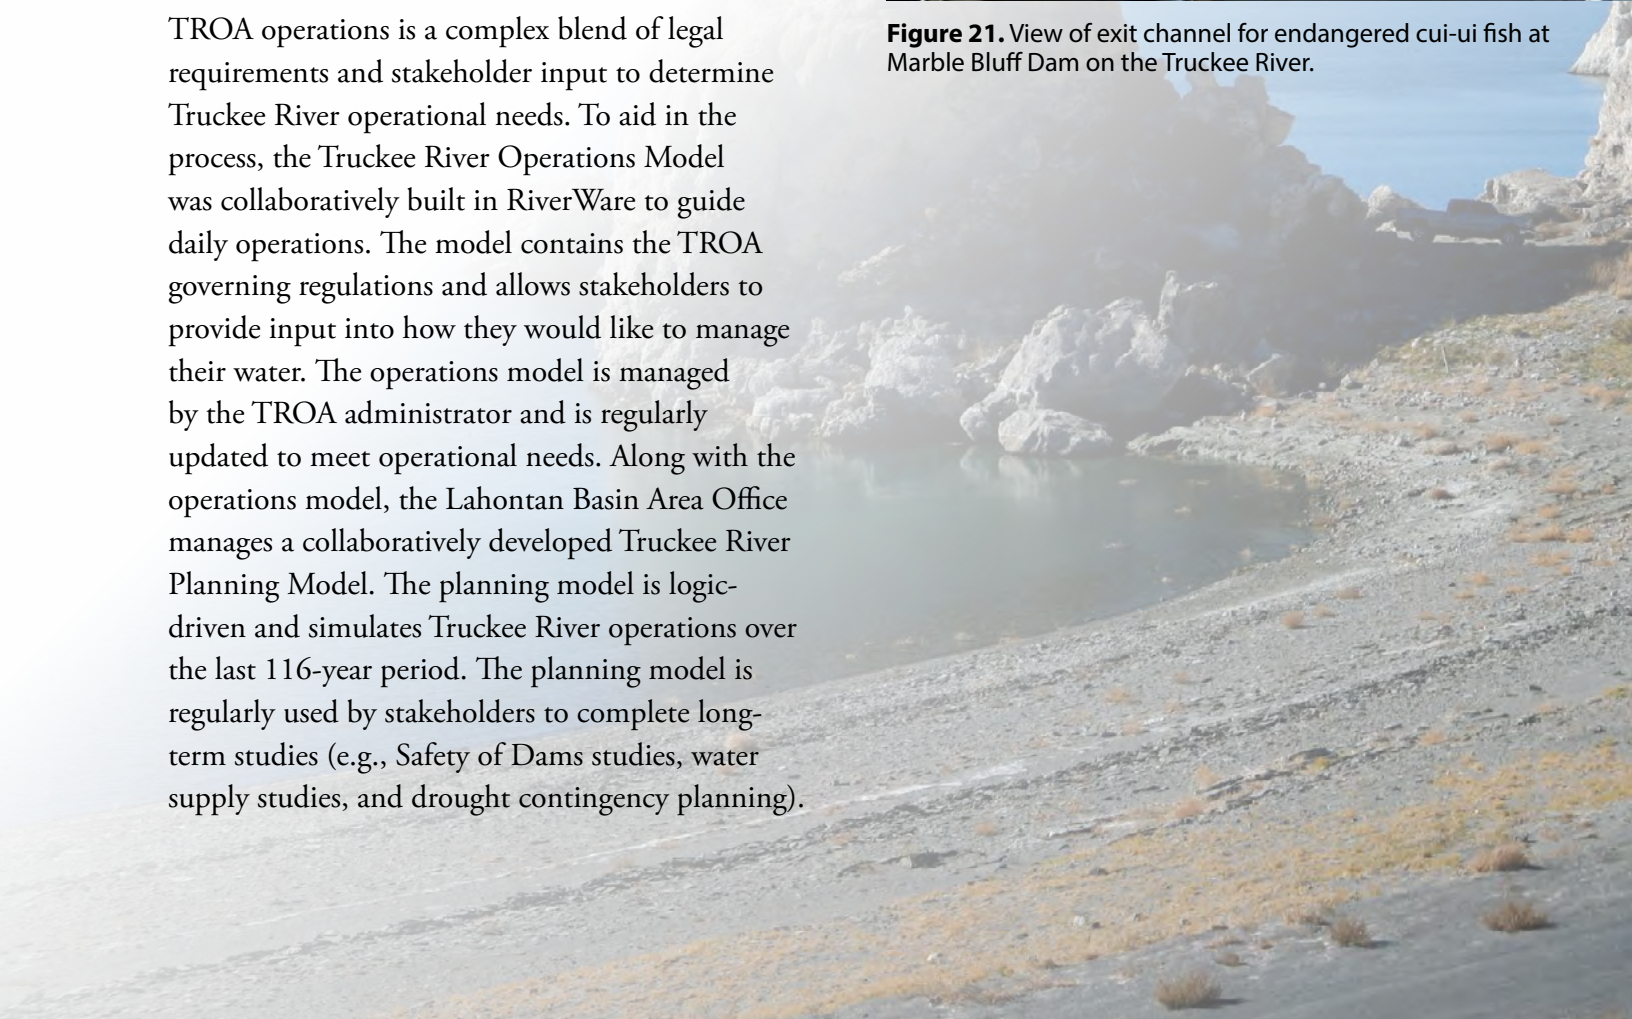 TROA operations is a complex blend of legal
requirements and stakeholder input to determine
Truckee River operational needs. To aid in the
process, the Truckee River Operations Model
was collaboratively built in RiverWare to guide
daily operations. The model contains the TROA
governing regulations and allows stakeholders to
provide input into how they would like to manage
their water. The operations model is managed
by the TROA administrator and is regularly
updated to meet operational needs. Along with the
operations model, the Lahontan Basin Area Office
manages a collaboratively developed Truckee River
Planning Model. The planning model is logic-
driven and simulates Truckee River operations over
the last 116-year period. The planning model is
regularly used by stakeholders to complete long-
term studies (e.g., Safety of Dams studies, water
supply studies, and drought contingency planning).
Figure 21. View of exit channel for endangered cui-ui fish at
Marble Bluff Dam on the Truckee River.